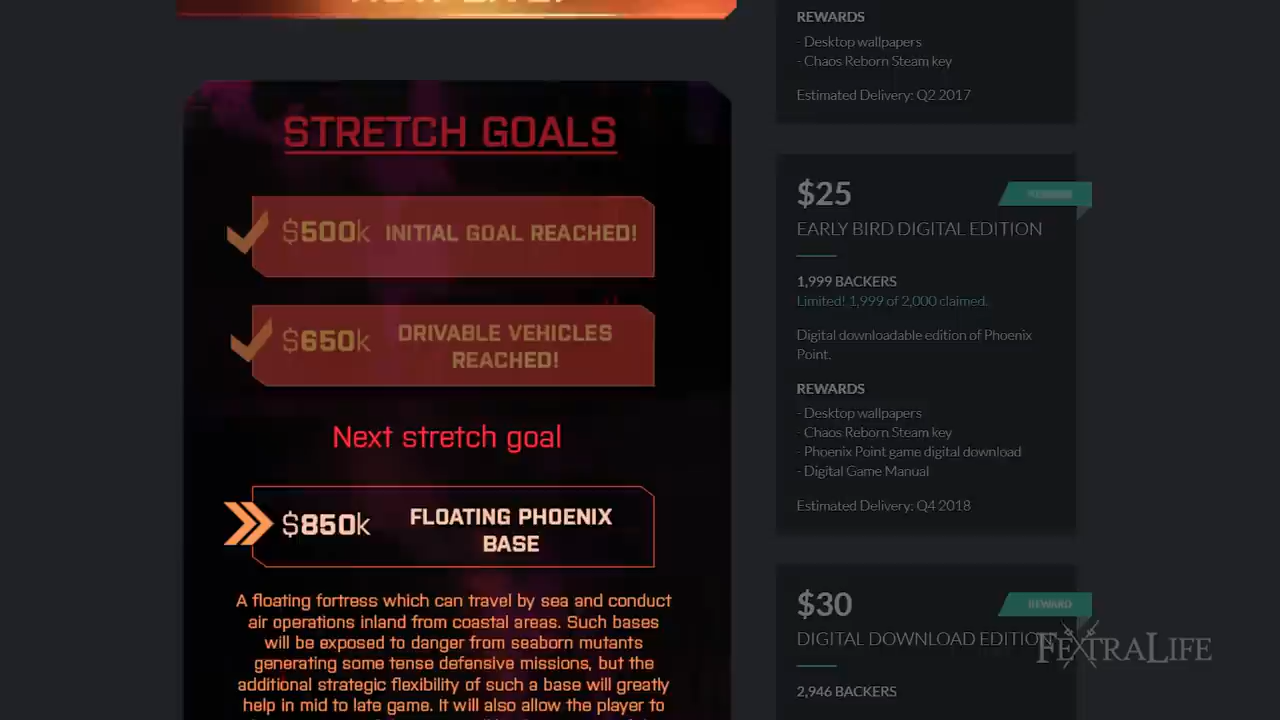 STRETCH GOALS
$500k INITIAL GOAL REACHED!
$650k DRIVABLE VEHICLES
REACHED!
Next stretch goal
$850k FLOATING PHOENIX
BASE
A floating fortress which can travel by sea and conduct
air operations inland from coastal areas. Such bases
will be exposed to danger from seaborn mutants
generating some tense defensive missions, but the
additional strategic flexibility of such a base will greatly
help in mid to late game. It will also allow the player to
REWARDS
- Desktop wallpapers
- Chaos Reborn Steam key
Estimated Delivery: Q2 2017
$25
EARLY BIRD DIGITAL EDITION
1,999 BACKERS
Limited! 1,999 of 2,000 claimed.
Digital downloadable edition of Phoenix
Point.
REWARDS
- Desktop wallpapers
- Chaos Reborn Steam key
- Phoenix Point game digital download
- Digital Game Manual
Estimated Delivery: Q4 2018
$30
REWARD
DIGITAL DOWNLOAD EDITION
2,946 BACKERS
FEXTRALIFE